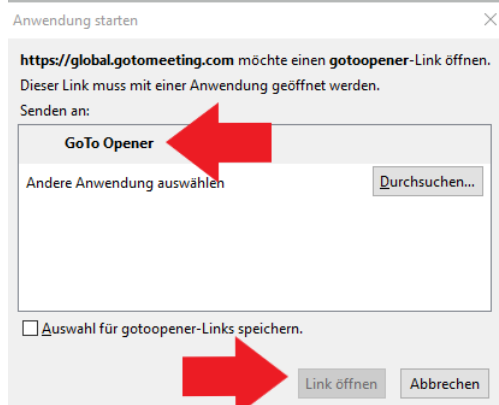 Anwendung starten
https://global.gotomeeting.com möchte einen gotoopener-Link öffnen.
Dieser Link muss mit einer Anwendung geöffnet werden.
Senden an:
GoTo Opener
Andere Anwendung auswählen
Durchsuchen...
Auswahl für gotoopener-Links speichern.
Link öffnen
Abbrechen